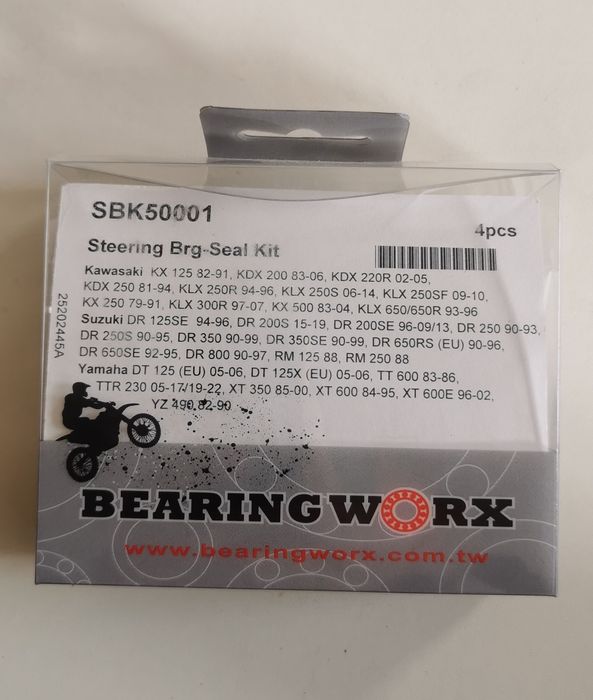 SBK50001
4pcs
Steering Brg-Seal Kit
Kawasaki KX 125 82-91, KDX 200 83-06, KDX 220R 02-05,
KDX 250 81-94, KLX 250R 94-96, KLX 250S 06-14, KLX 250SF 09-10,
KX 250 79-91, KLX 300R 97-07, KX 500 83-04, KLX 650/650R 93-96
Suzuki DR 125SE 94-96, DR 200S 15-19, DR 200SE 96-09/13, DR 250 90-93,
DR 250S 90-95, DR 350 90-99, DR 350SE 90-99, DR 650RS (EU) 90-96,
DR 650SE 92-95, DR 800 90-97, RM 125 88, RM 250 88
Yamaha DT 125 (EU) 05-06, DT 125X (EU) 05-06, TT 600 83-86,
TTR 230 05-17/19-22, XT 350 85-00, XT 600 84-95, XT 600E 96-02,
YZ 490 82-90
25202445A
BEARINGWORX
www.bearingworx.com.tw